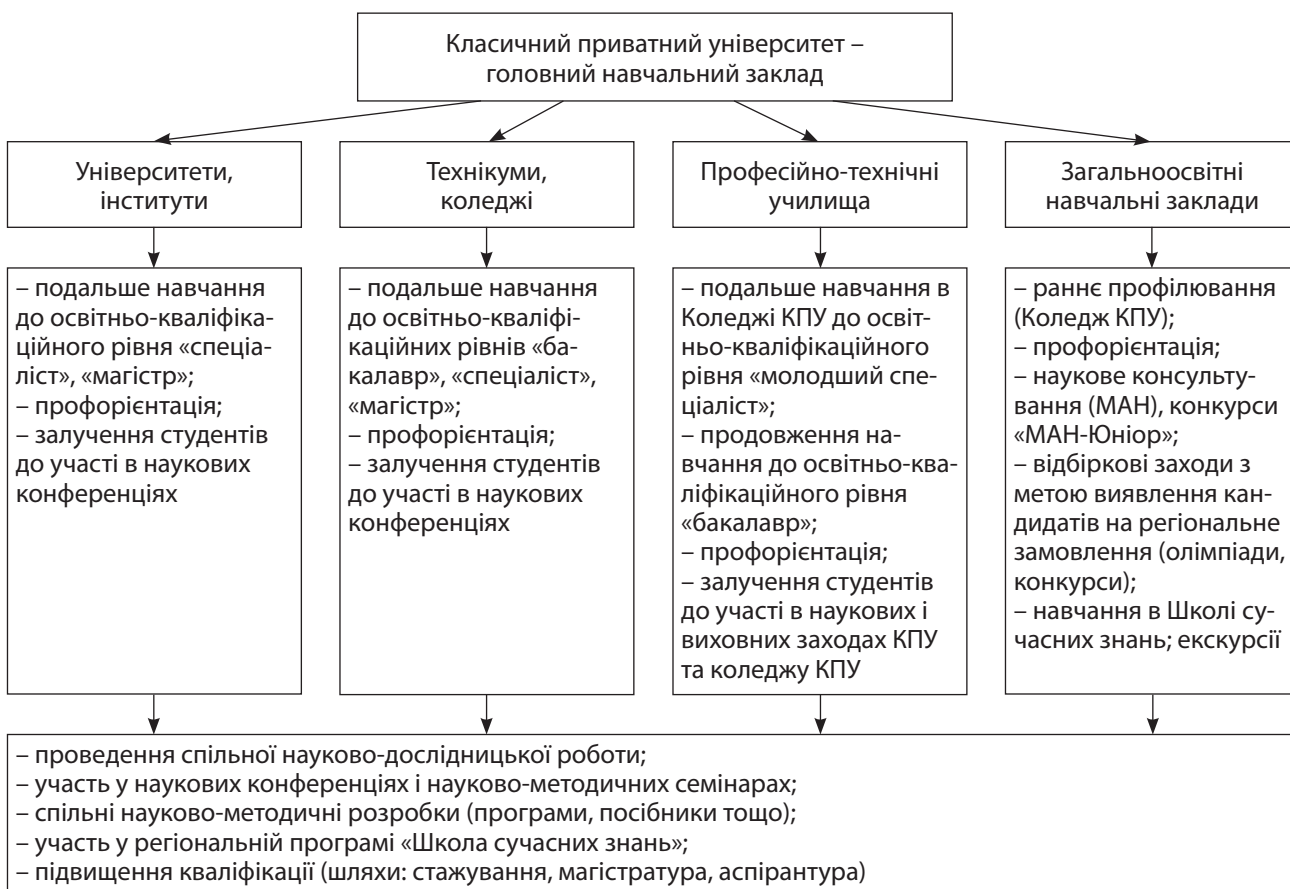 Класичний приватний університет –
головний навчальний заклад
Університети,
інститути
Технікуми,
коледжі
Професійно-технічні
училища
Загальноосвітні
навчальні заклади
– подальше навчання
до освітньо-кваліфіка-
ційного рівня «спеціа-
ліст», «магістр»;
– профорієнтація;
– залучення студентів
до участі в наукових
конференціях
– подальше навчання
до освітньо-кваліфі-
каційних рівнів «ба-
калавр», «спеціаліст»,
«магістр»;
– профорієнтація;
– залучення студентів
до участі в наукових
конференціях
– подальше навчання в
Коледжі КПУ до освіт-
ньо-кваліфікаційного
рівня «молодший спе-
ціаліст»;
– продовження на-
вчання до освітньо-ква-
ліфікаційного рівня
«бакалавр»;
– профорієнтація;
– залучення студентів
до участі в наукових і
виховних заходах КПУ
та коледжу КПУ
– раннє профілювання
(Коледж КПУ);
– профорієнтація;
– наукове консульту-
вання (МАН), конкурси
«МАН-Юніор»;
– відбіркові заходи з
метою виявлення кан-
дидатів на регіональне
замовлення (олімпіади,
конкурси);
– навчання в Школі су-
часних знань; екскурсії
– проведення спільної науково-дослідницької роботи;
– участь у наукових конференціях і науково-методичних семінарах;
– спільні науково-методичні розробки (програми, посібники тощо);
– участь у регіональній програмі «Школа сучасних знань»;
– підвищення кваліфікації (шляхи: стажування, магістратура, аспірантура)